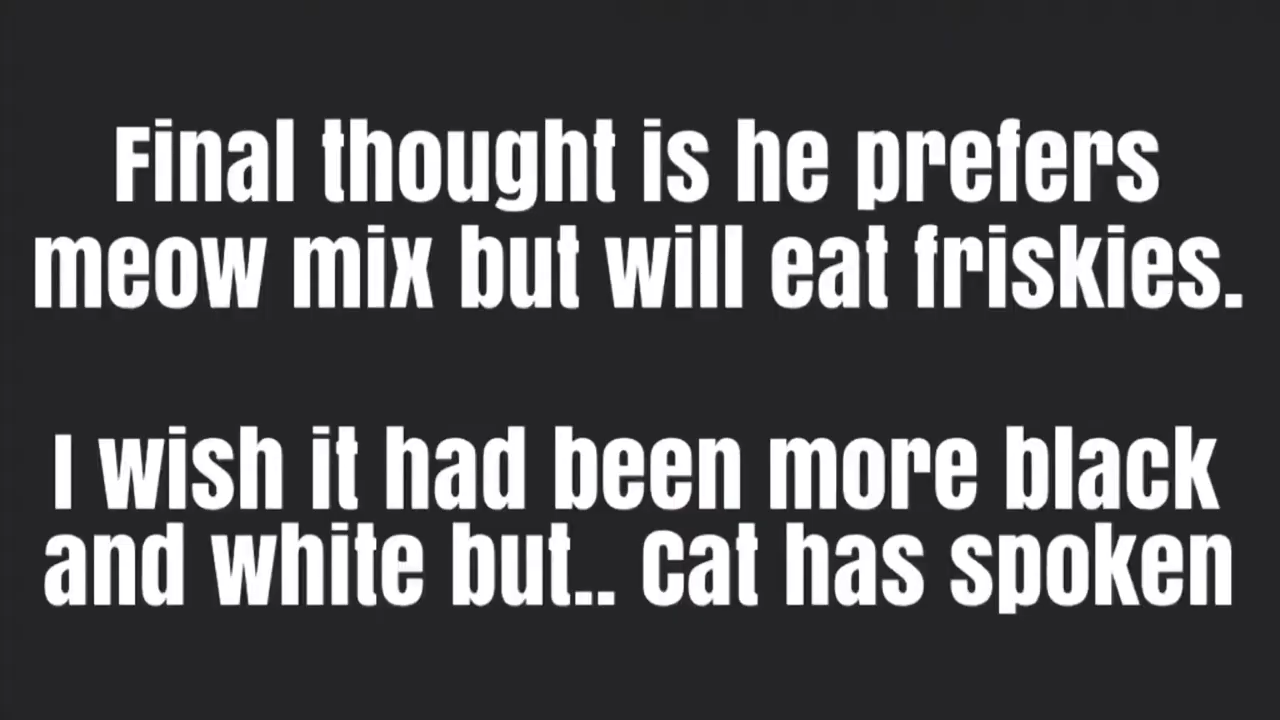 Final thought is he prefers
meow mix but will eat friskies.
I wish it had been more black
and white but.. Cat has spoken